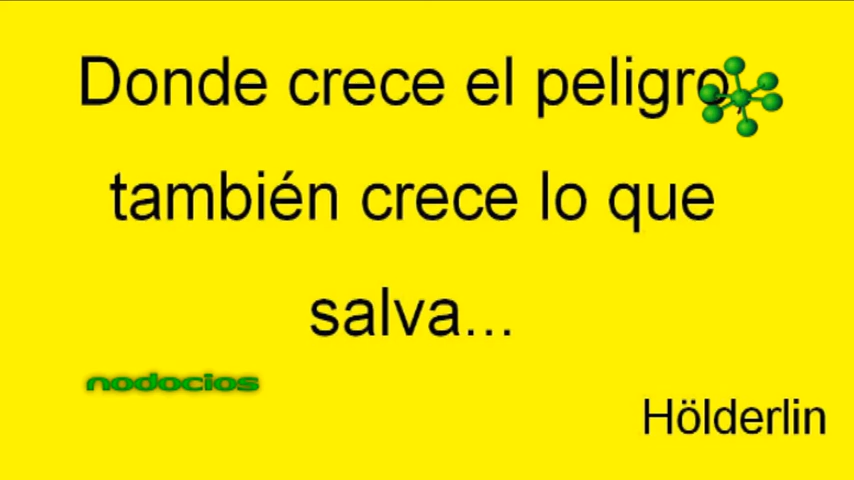 Donde crece el peligro,
también crece lo que
salva...
nodocios
Hölderlin